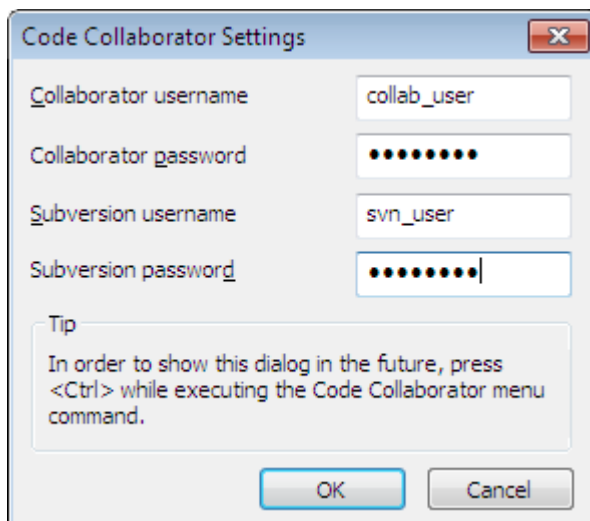 Code Collaborator Settings
Collaborator username collab_user
Collaborator password ●●●●●●●●
Subversion username svn_user
Subversion password ●●●●●●●●
Tip
In order to show this dialog in the future, press
<Ctrl> while executing the Code Collaborator menu
command.
OK Cancel